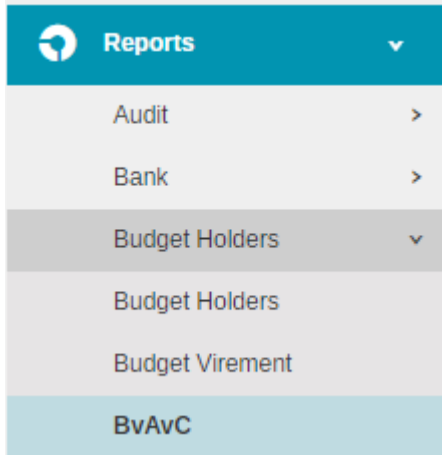 Reports
Audit
Bank
Budget Holders
Budget Holders
Budget Virement
BvAvC